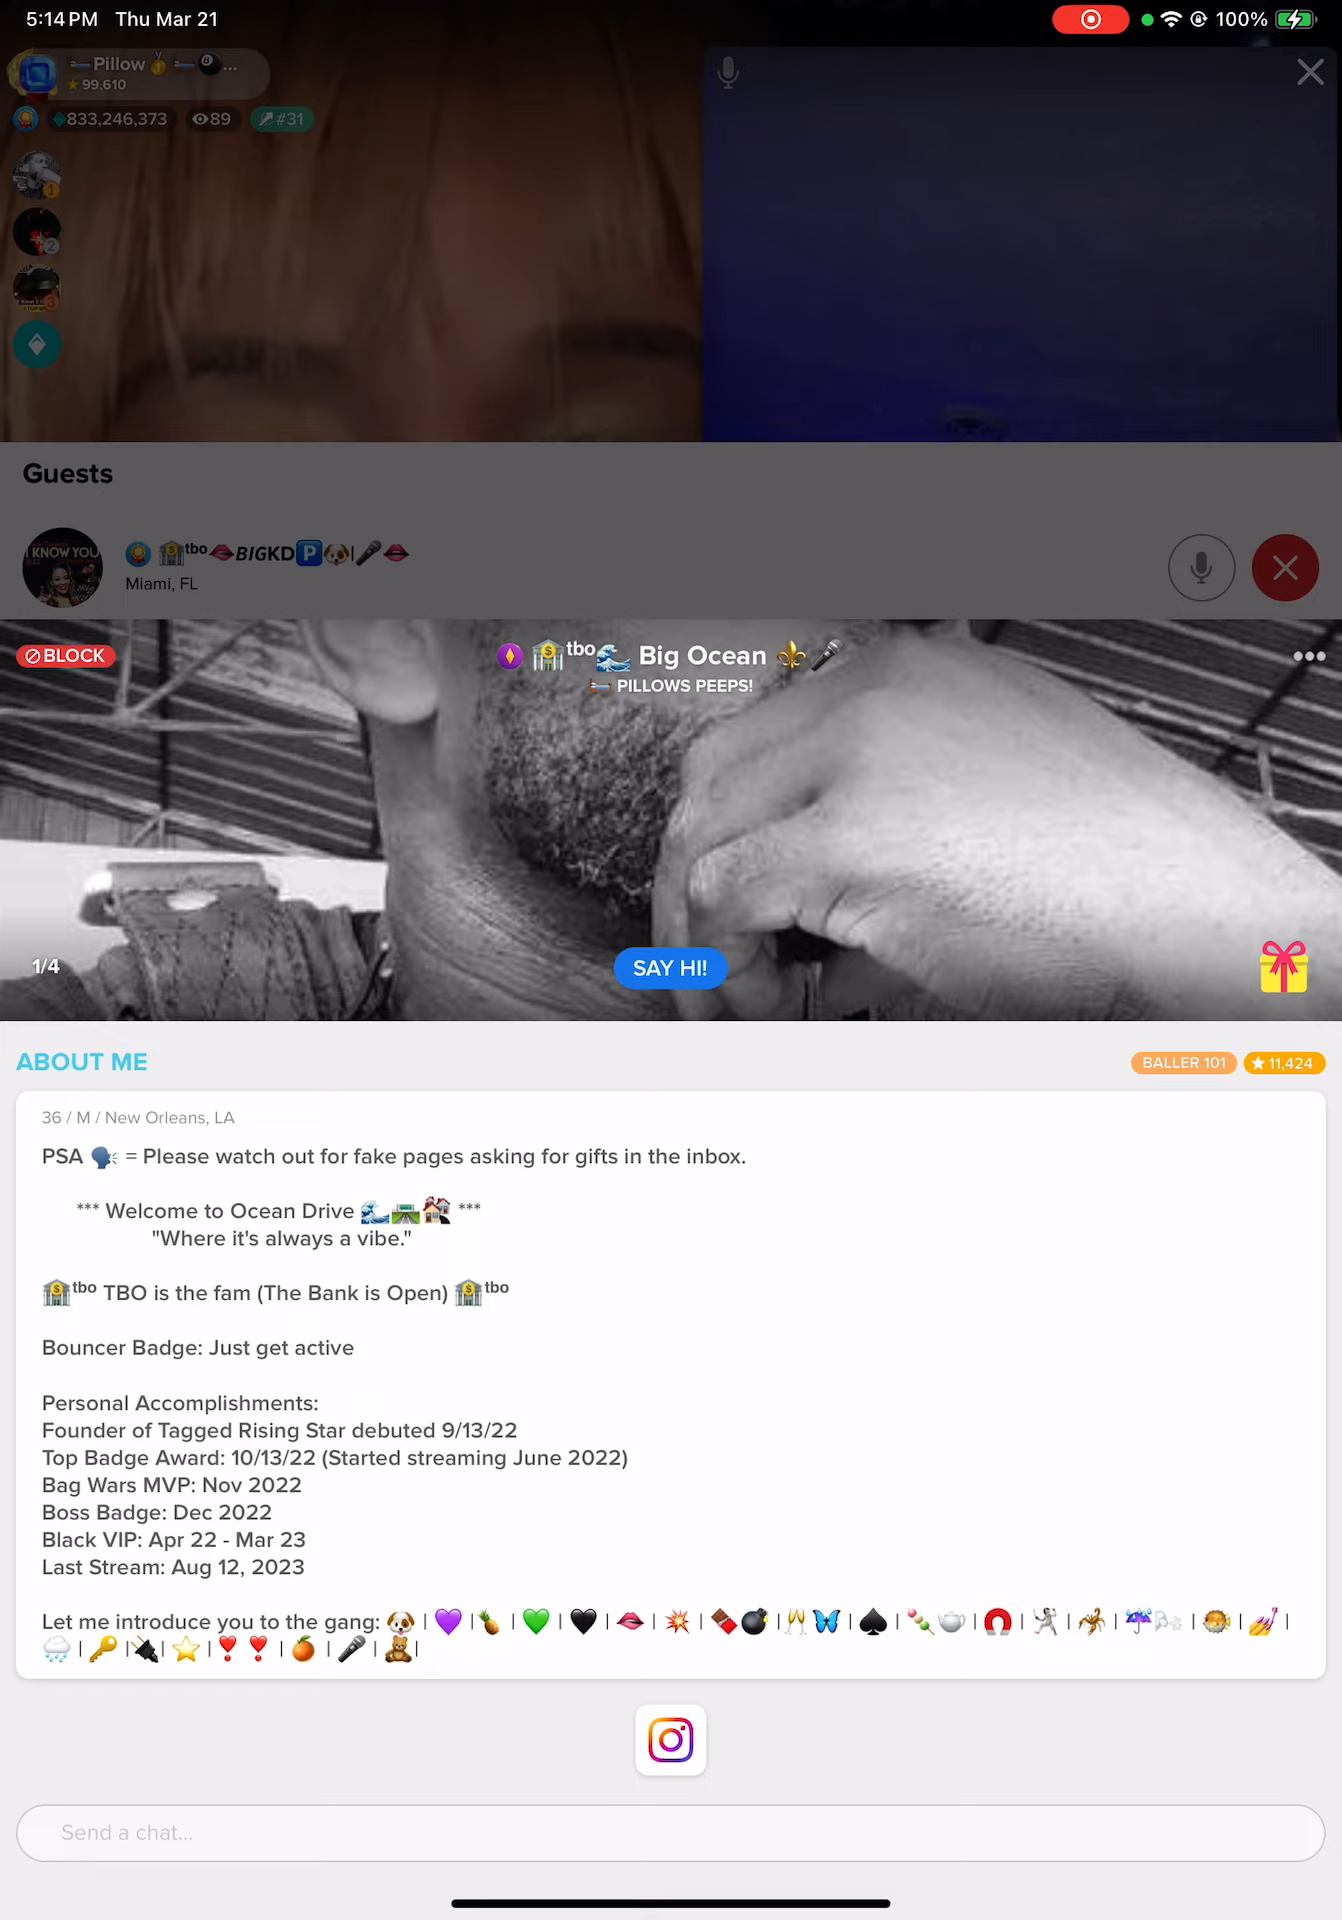 5:14 PM Thu Mar 21
100%
Pillow 🥇 🛏️ 🎱...
★ 99,610
833,246,373 89 #31
Guests
I KNOW YOU
🏦ᵗᵇᵒ👄BIGKD🅿️🐶|🎤👄
Miami, FL
BLOCK
🏦ᵗᵇᵒ🌊 Big Ocean ⚜️🎤
🛏️ PILLOWS PEEPS!
1/4
SAY HI!
ABOUT ME
BALLER 101 ★ 11,424
36 / M / New Orleans, LA
PSA 🗣️ = Please watch out for fake pages asking for gifts in the inbox.
*** Welcome to Ocean Drive 🌊🛣️🏘️ ***
"Where it's always a vibe."
🏦ᵗᵇᵒ TBO is the fam (The Bank is Open) 🏦ᵗᵇᵒ
Bouncer Badge: Just get active
Personal Accomplishments:
Founder of Tagged Rising Star debuted 9/13/22
Top Badge Award: 10/13/22 (Started streaming June 2022)
Bag Wars MVP: Nov 2022
Boss Badge: Dec 2022
Black VIP: Apr 22 - Mar 23
Last Stream: Aug 12, 2023
Let me introduce you to the gang: 🐶 | 💜 |🍍 | 💚 | 🖤 | 👄 | 💥 | 🍫💣 |🥂🦋 | ♠️ | 🍡🫖 | 🧲 | 🤺 | 🦂 | ☔🌬️ | 🐡 | 💅 |
🌧️ | 🔑 |🔌| ⭐ |❣️❣️ | 🍊 | 🎤 | 🧸|
Send a chat...